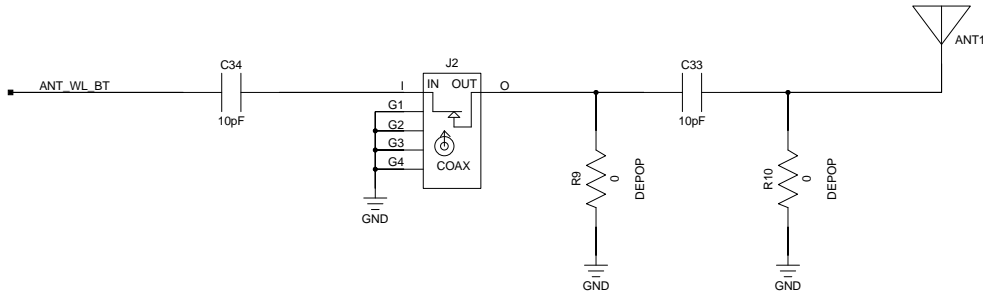 ANT1
C34
J2
C33
ANT_WL_BT
I
IN OUT
O
10pF
G1
G2
G3
G4
COAX
10pF
GND
R9
0
DEPOP
R10
0
DEPOP
GND
GND